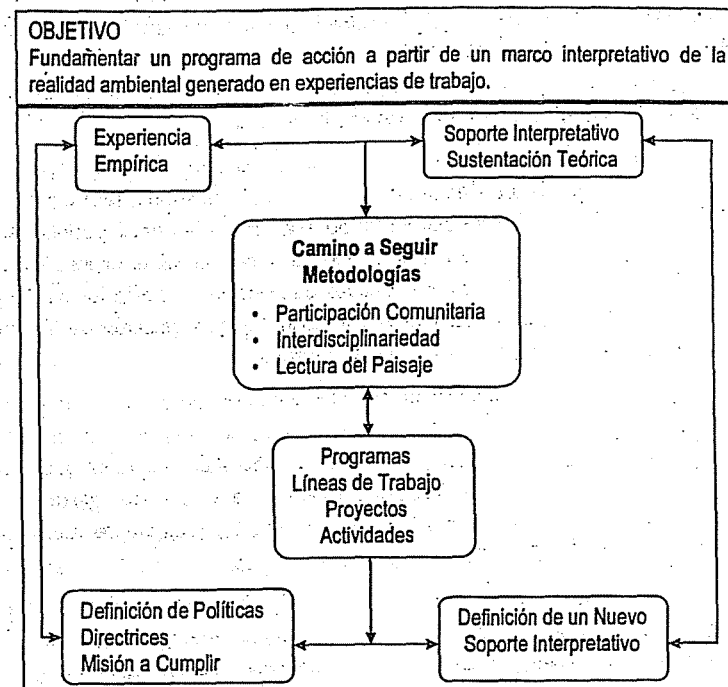 OBJETIVO
Fundamentar un programa de acción a partir de un marco interpretativo de la
realidad ambiental generado en experiencias de trabajo.
Experiencia
Empírica
Soporte Interpretativo
Sustentación Teórica
Camino a Seguir
Metodologías
• Participación Comunitaria
• Interdisciplinariedad
• Lectura del Paisaje
Programas
Líneas de Trabajo
Proyectos
Actividades
Definición de Políticas
Directrices
Misión a Cumplir
Definición de un Nuevo
Soporte Interpretativo